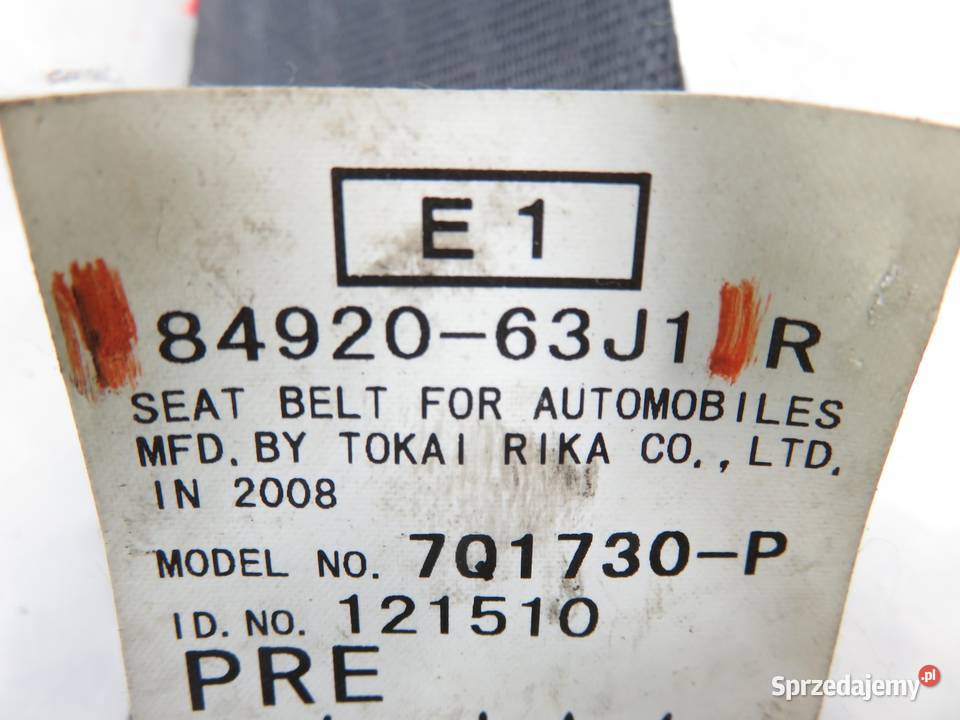 E1
84920-63J1 R
SEAT BELT FOR AUTOMOBILES
MFD. BY TOKAI RIKA CO., LTD.
IN 2008
MODEL NO. 7Q1730-P
ID. NO. 121510
PRE
Sprzedajemy.pl